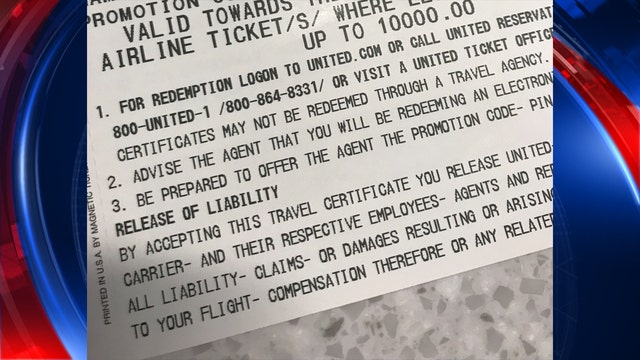 PROMOTION
VALID TOWARDS
AIRLINE TICKET/S/ WHERE
UP TO 10000.00
1. FOR REDEMPTION LOGON TO UNITED.COM OR CALL UNITED RESERVAT
800-UNITED-1 /800-864-8331/ OR VISIT A UNITED TICKET OFFICE
CERTIFICATES MAY NOT BE REDEEMED THROUGH A TRAVEL AGENCY.
2. ADVISE THE AGENT THAT YOU WILL BE REDEEMING AN ELECTRON
3. BE PREPARED TO OFFER THE AGENT THE PROMOTION CODE- PIN
RELEASE OF LIABILITY
BY ACCEPTING THIS TRAVEL CERTIFICATE YOU RELEASE UNITED-
CARRIER- AND THEIR RESPECTIVE EMPLOYEES- AGENTS AND REP
ALL LIABILITY- CLAIMS- OR DAMAGES RESULTING OR ARISING
TO YOUR FLIGHT- COMPENSATION THEREFORE OR ANY RELATE
PRINTED IN U.S.A. BY MAGNETIC